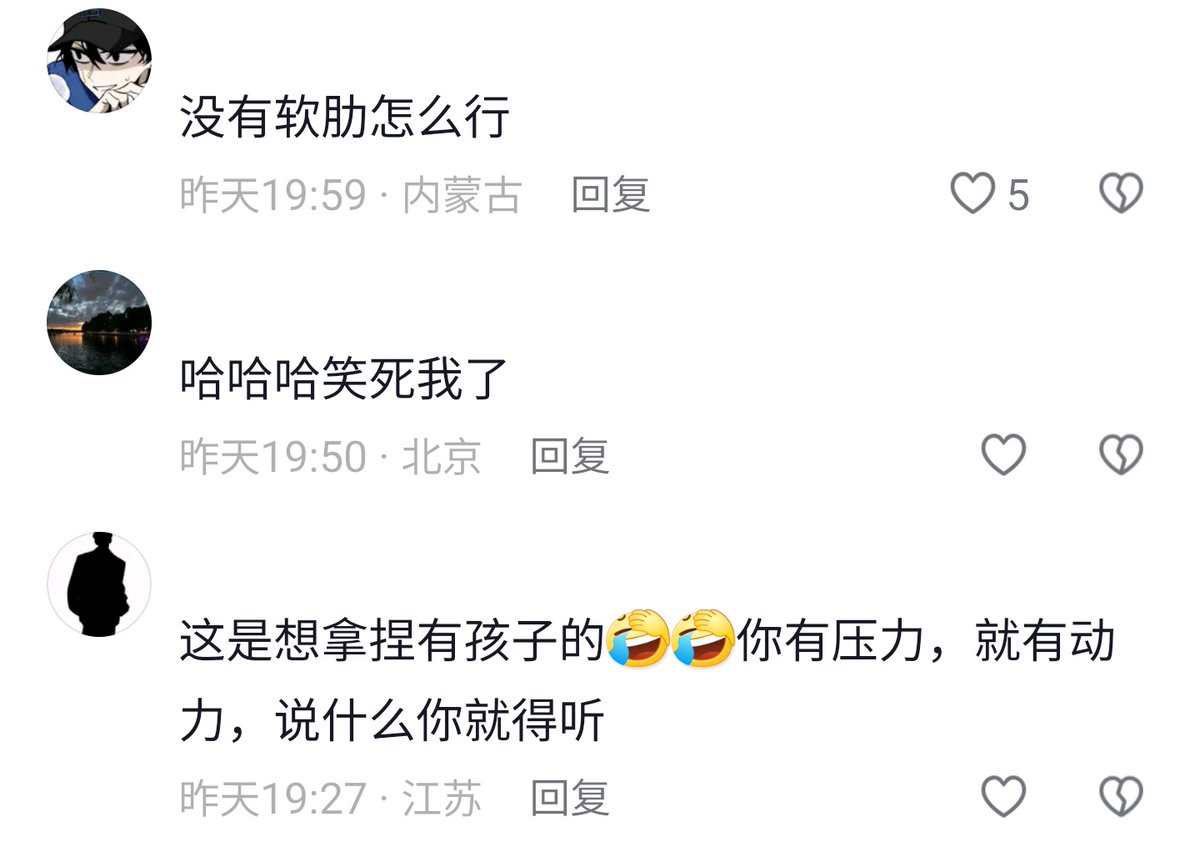 没有软肋怎么行
昨天19:59 · 内蒙古 回复 5
哈哈哈笑死我了
昨天19:50 · 北京 回复
这是想拿捏有孩子的🤣🤣你有压力，就有动
力，说什么你就得听
昨天19:27 · 江苏 回复